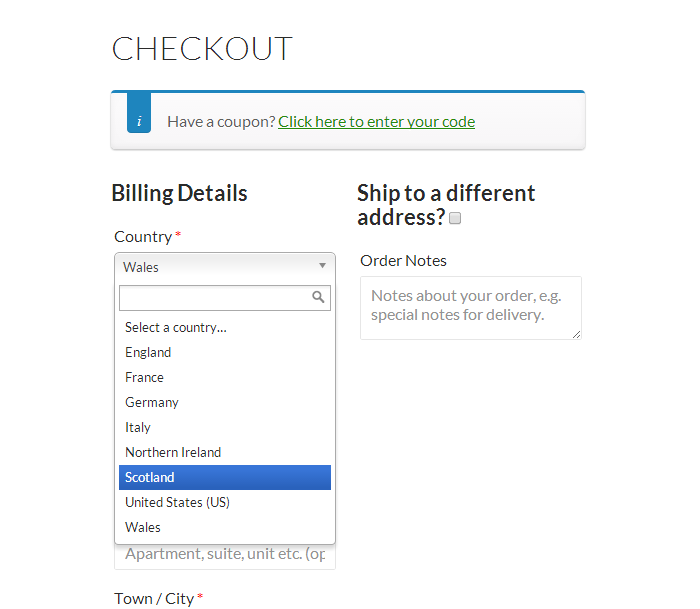 CHECKOUT
i
Have a coupon? Click here to enter your code
Billing Details
Country *
Wales
Select a country...
England
France
Germany
Italy
Northern Ireland
Scotland
United States (US)
Wales
Apartment, suite, unit etc. (op
Town / City *
Ship to a different
address?
Order Notes
Notes about your order, e.g.
special notes for delivery.